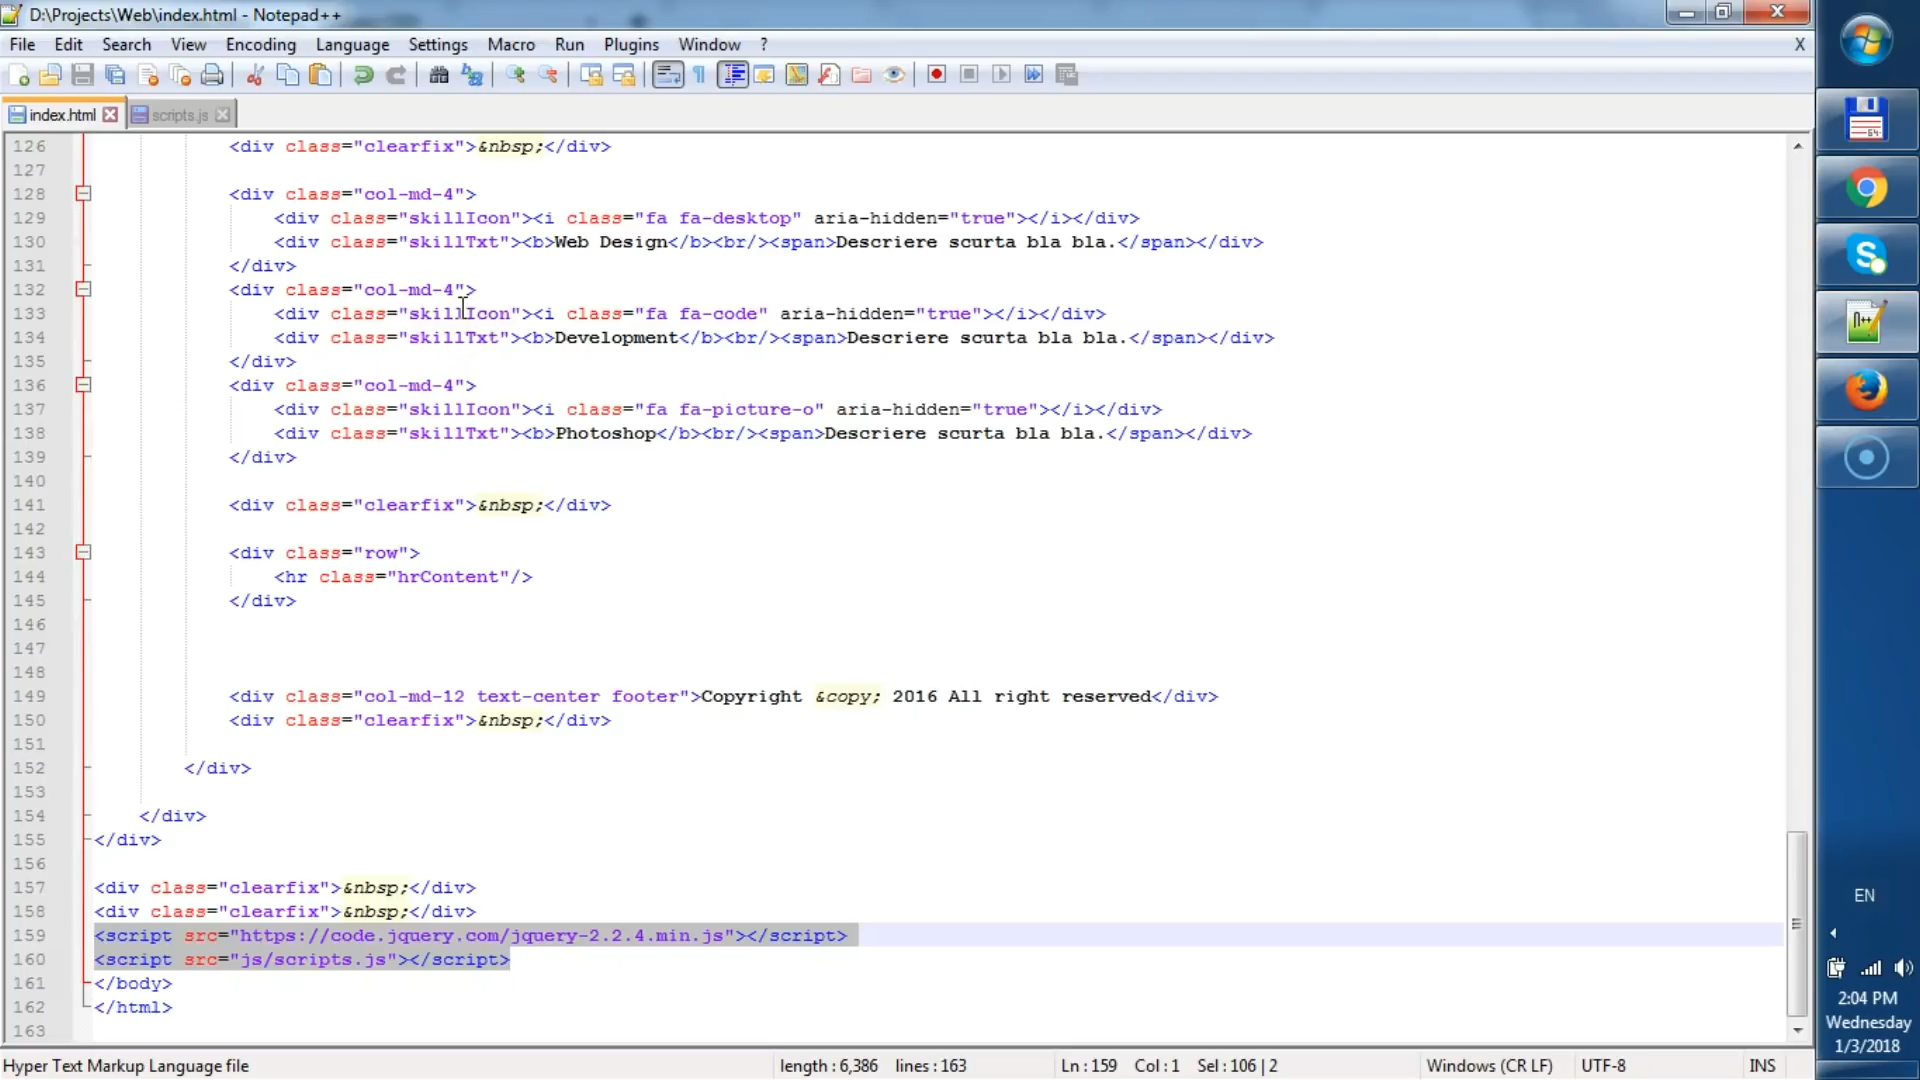 D:\Projects\Web\index.html - Notepad++
File Edit Search View Encoding Language Settings Macro Run Plugins Window ? X
index.html scripts.js
126 <div class="clearfix">&nbsp;</div>
127
128 <div class="col-md-4">
129 <div class="skillIcon"><i class="fa fa-desktop" aria-hidden="true"></i></div>
130 <div class="skillTxt"><b>Web Design</b><br/><span>Descriere scurta bla bla.</span></div>
131 </div>
132 <div class="col-md-4">
133 <div class="skillIcon"><i class="fa fa-code" aria-hidden="true"></i></div>
134 <div class="skillTxt"><b>Development</b><br/><span>Descriere scurta bla bla.</span></div>
135 </div>
136 <div class="col-md-4">
137 <div class="skillIcon"><i class="fa fa-picture-o" aria-hidden="true"></i></div>
138 <div class="skillTxt"><b>Photoshop</b><br/><span>Descriere scurta bla bla.</span></div>
139 </div>
140
141 <div class="clearfix">&nbsp;</div>
142
143 <div class="row">
144 <hr class="hrContent"/>
145 </div>
146
147
148
149 <div class="col-md-12 text-center footer">Copyright &copy; 2016 All right reserved</div>
150 <div class="clearfix">&nbsp;</div>
151
152 </div>
153
154 </div>
155 </div>
156
157 <div class="clearfix">&nbsp;</div>
158 <div class="clearfix">&nbsp;</div>
159 <script src="https://code.jquery.com/jquery-2.2.4.min.js"></script>
160 <script src="js/scripts.js"></script>
161 </body>
162 </html>
163
Hyper Text Markup Language file length : 6,386 lines : 163 Ln : 159 Col : 1 Sel : 106 | 2 Windows (CR LF) UTF-8 INS
64
EN
2:04 PM
Wednesday
1/3/2018